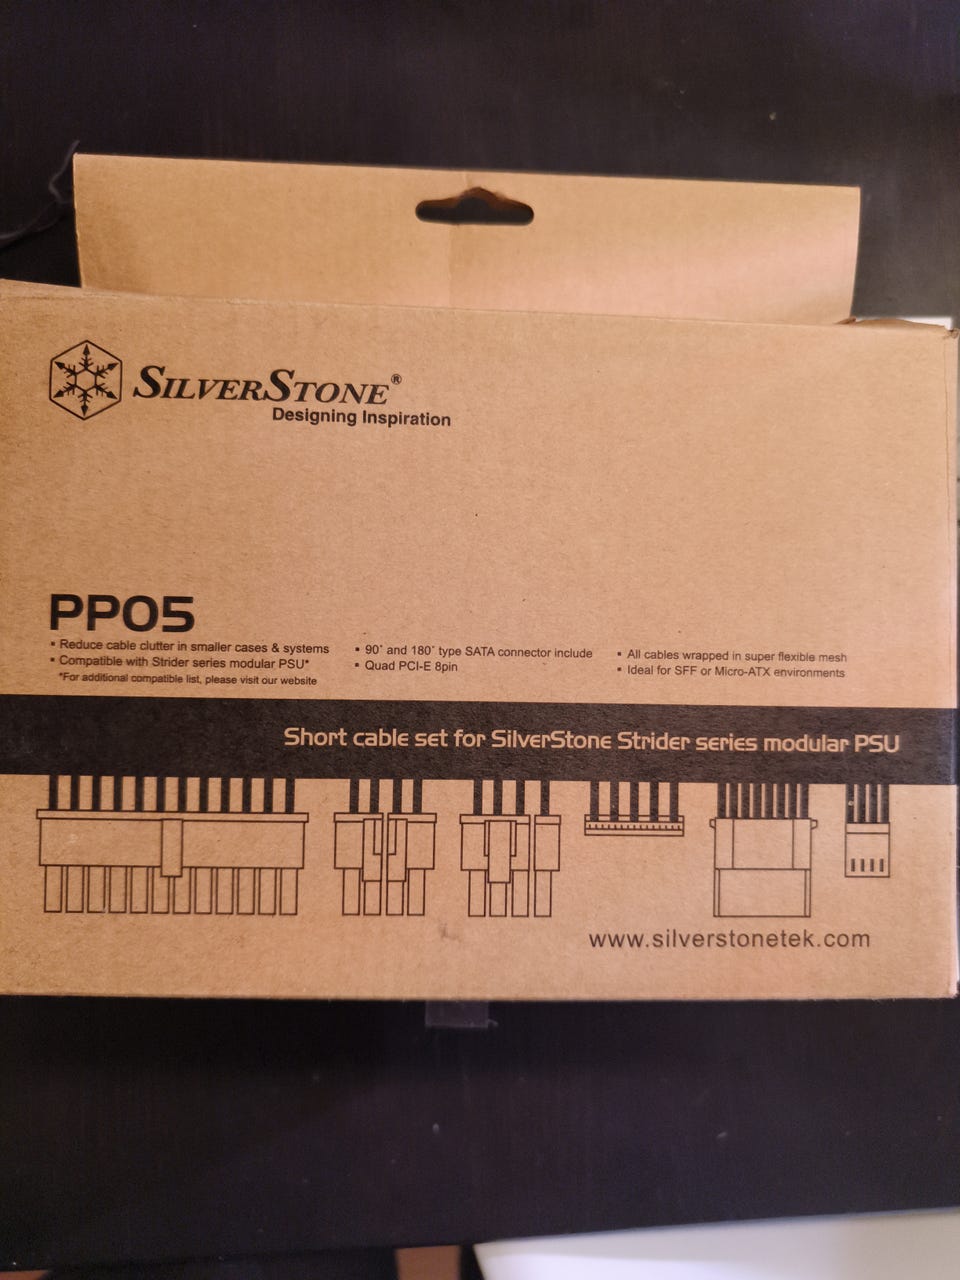 SILVERSTONE®
Designing Inspiration
PP05
▪ Reduce cable clutter in smaller cases & systems
▪ Compatible with Strider series modular PSU*
*For additional compatible list, please visit our website
▪ 90° and 180° type SATA connector include
▪ Quad PCI-E 8pin
▪ All cables wrapped in super flexible mesh
▪ Ideal for SFF or Micro-ATX environments
Short cable set for SilverStone Strider series modular PSU
www.silverstonetek.com